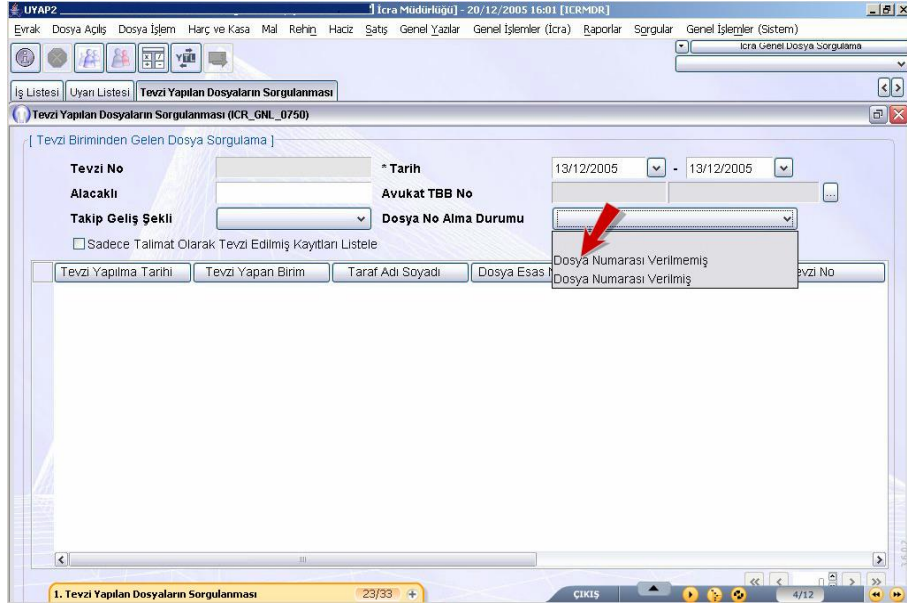 UYAP2 İcra Müdürlüğü] - 20/12/2005 16:01 [ICRMDR]
Evrak Dosya Açılış Dosya İşlem Harç ve Kasa Mal Rehin Haciz Satış Genel Yazılar Genel İşlemler (İcra) Raporlar Sorgular Genel İşlemler (Sistem)
İcra Genel Dosya Sorgulama
İş Listesi Uyarı Listesi Tevzi Yapılan Dosyaların Sorgulanması
Tevzi Yapılan Dosyaların Sorgulanması (ICR_GNL_0750)
[ Tevzi Biriminden Gelen Dosya Sorgulama ]
Tevzi No * Tarih 13/12/2005 - 13/12/2005
Alacaklı Avukat TBB No ...
Takip Geliş Şekli Dosya No Alma Durumu
Sadece Talimat Olarak Tevzi Edilmiş Kayıtları Listele
Dosya Numarası Verilmemiş
Dosya Numarası Verilmiş
Tevzi Yapılma Tarihi Tevzi Yapan Birim Taraf Adı Soyadı Dosya Esas No
1. Tevzi Yapılan Dosyaların Sorgulanması 23/33 + ÇIKIŞ 4/12